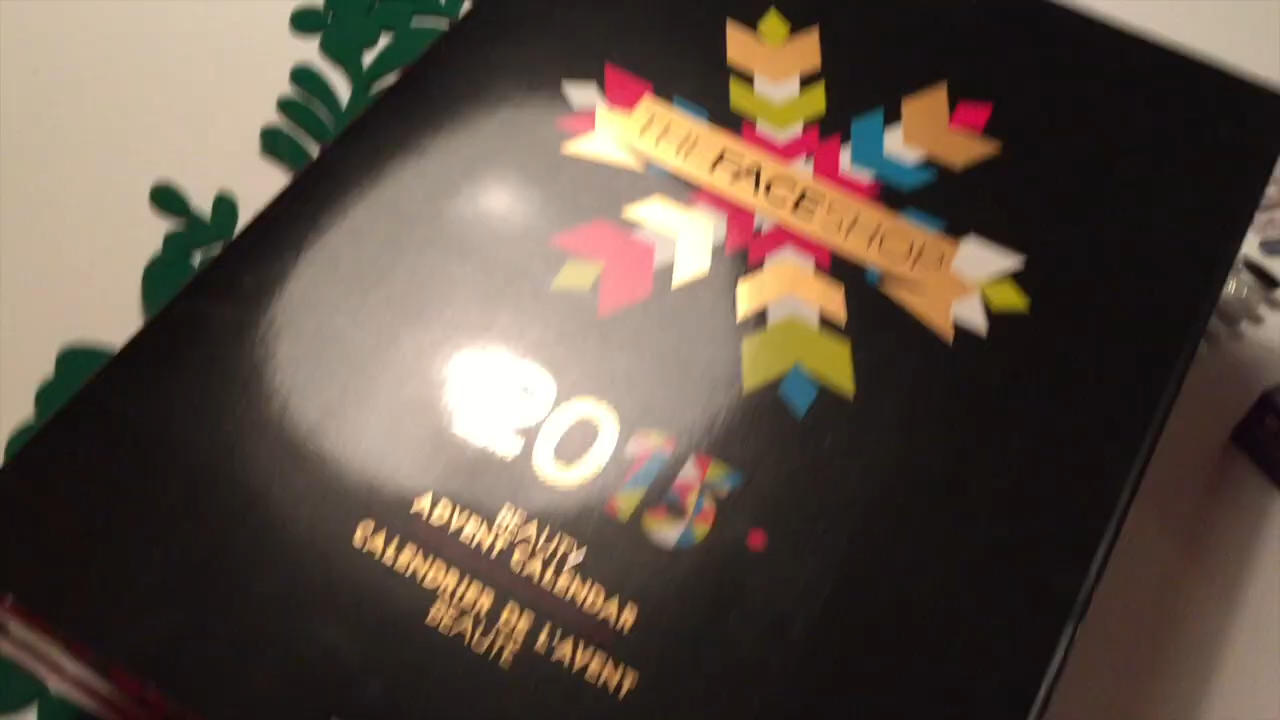 THE FACESHOP
2015
BEAUTY
ADVENT CALENDAR
CALENDRIER DE L'AVENT
BEAUTÉ